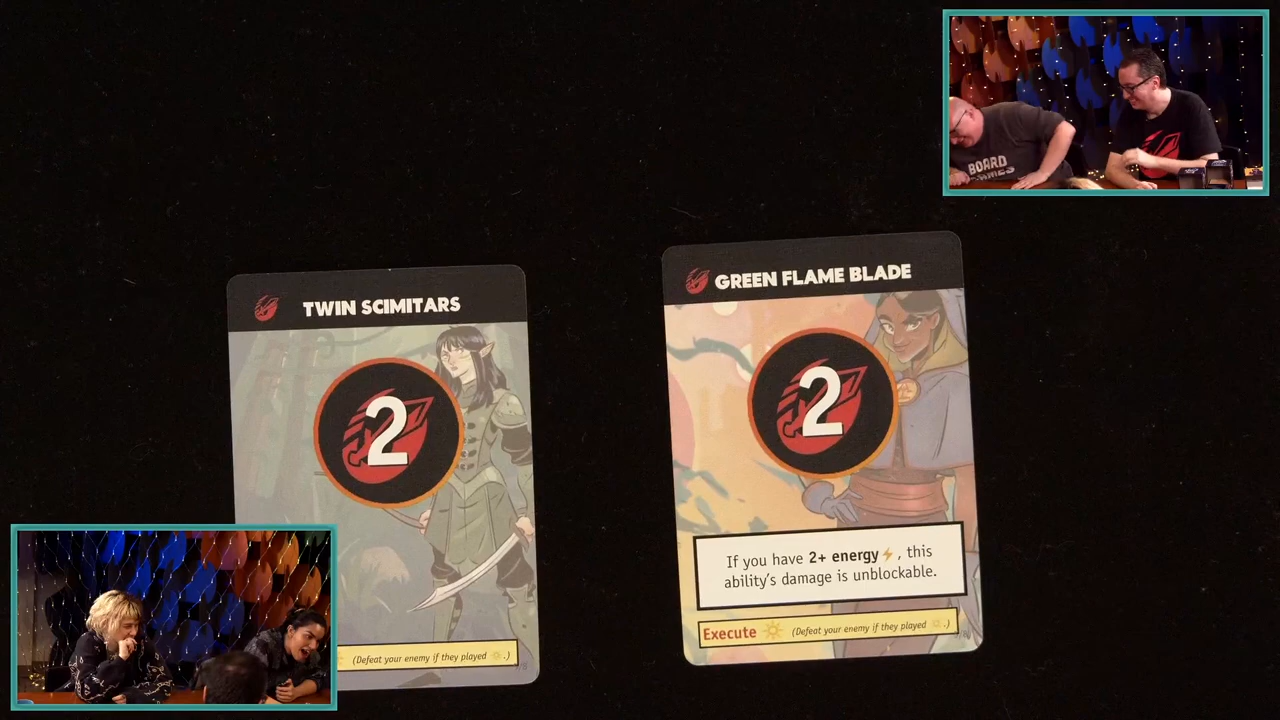 BOARD
GAMES
TWIN SCIMITARS
2
(Defeat your enemy if they played .)
GREEN FLAME BLADE
2
If you have 2+ energy, this
ability's damage is unblockable.
Execute (Defeat your enemy if they played .)